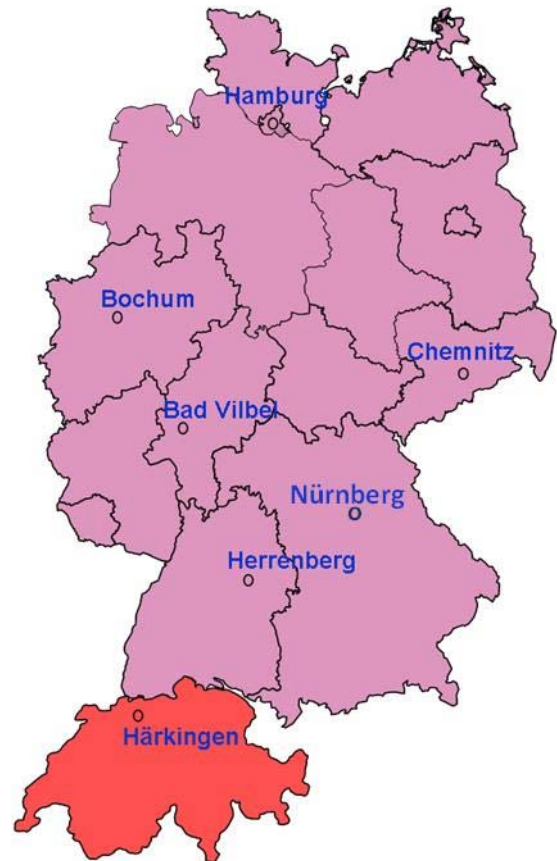 Hamburg
Bochum
Chemnitz
Bad Vilbel
Nürnberg
Herrenberg
Härkingen